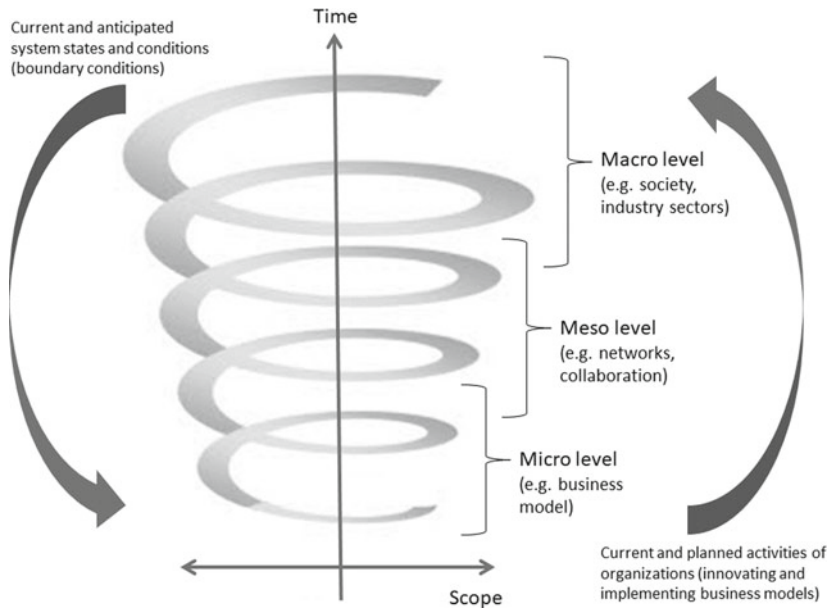 Current and anticipated
system states and conditions
(boundary conditions)
Time
Macro level
(e.g. society,
industry sectors)
Meso level
(e.g. networks,
collaboration)
Micro level
(e.g. business
model)
Scope
Current and planned activities of
organizations (innovating and
implementing business models)